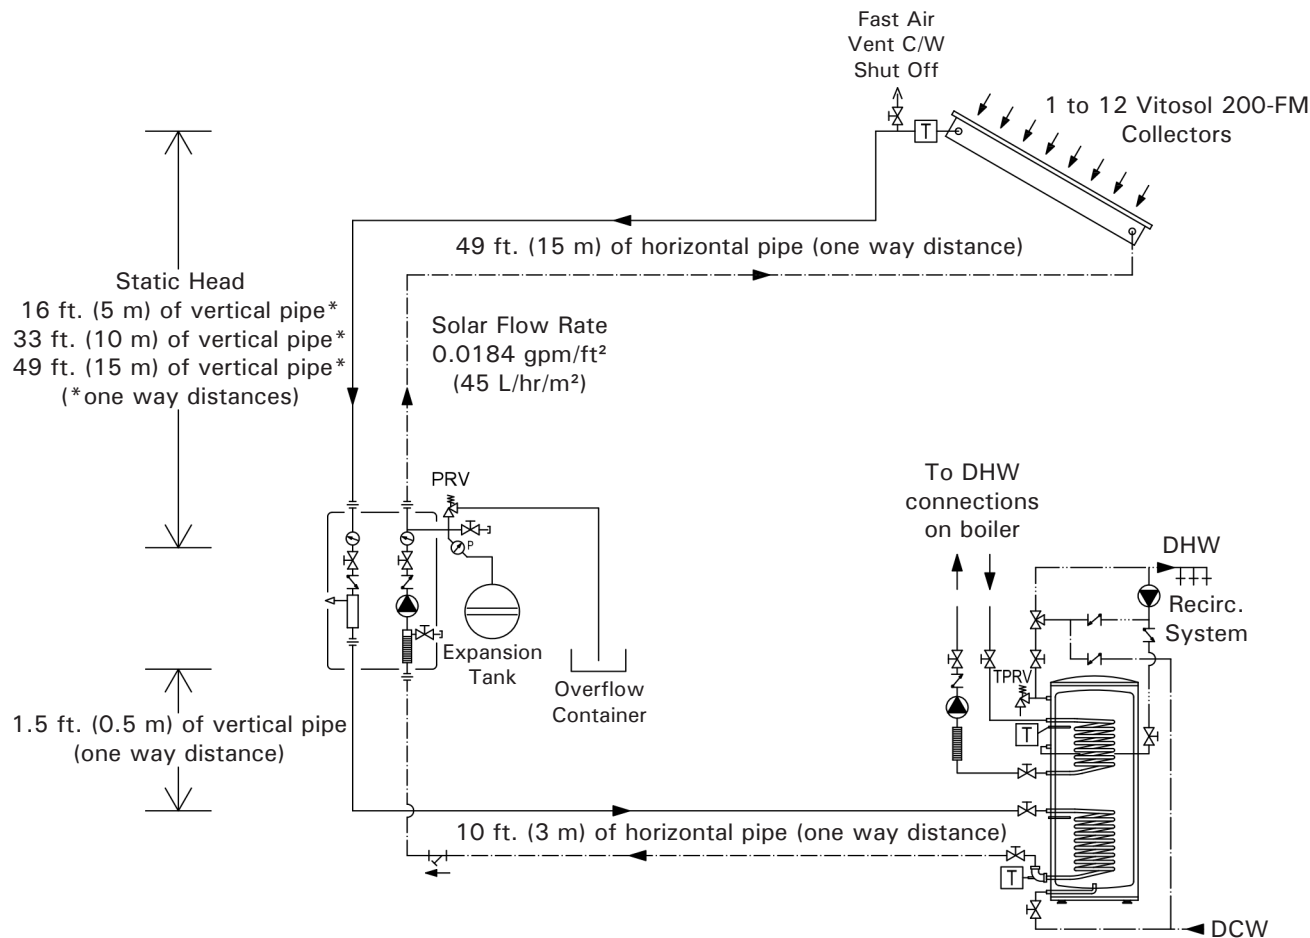 Fast Air
Vent C/W
Shut Off
1 to 12 Vitosol 200-FM
Collectors
T
49 ft. (15 m) of horizontal pipe (one way distance)
Static Head
16 ft. (5 m) of vertical pipe*
33 ft. (10 m) of vertical pipe*
49 ft. (15 m) of vertical pipe*
(*one way distances)
Solar Flow Rate
0.0184 gpm/ft²
(45 L/hr/m²)
PRV
P
Expansion
Tank
Overflow
Container
To DHW
connections
on boiler
DHW
Recirc.
System
TPRV
T
1.5 ft. (0.5 m) of vertical pipe
(one way distance)
10 ft. (3 m) of horizontal pipe (one way distance)
T
DCW